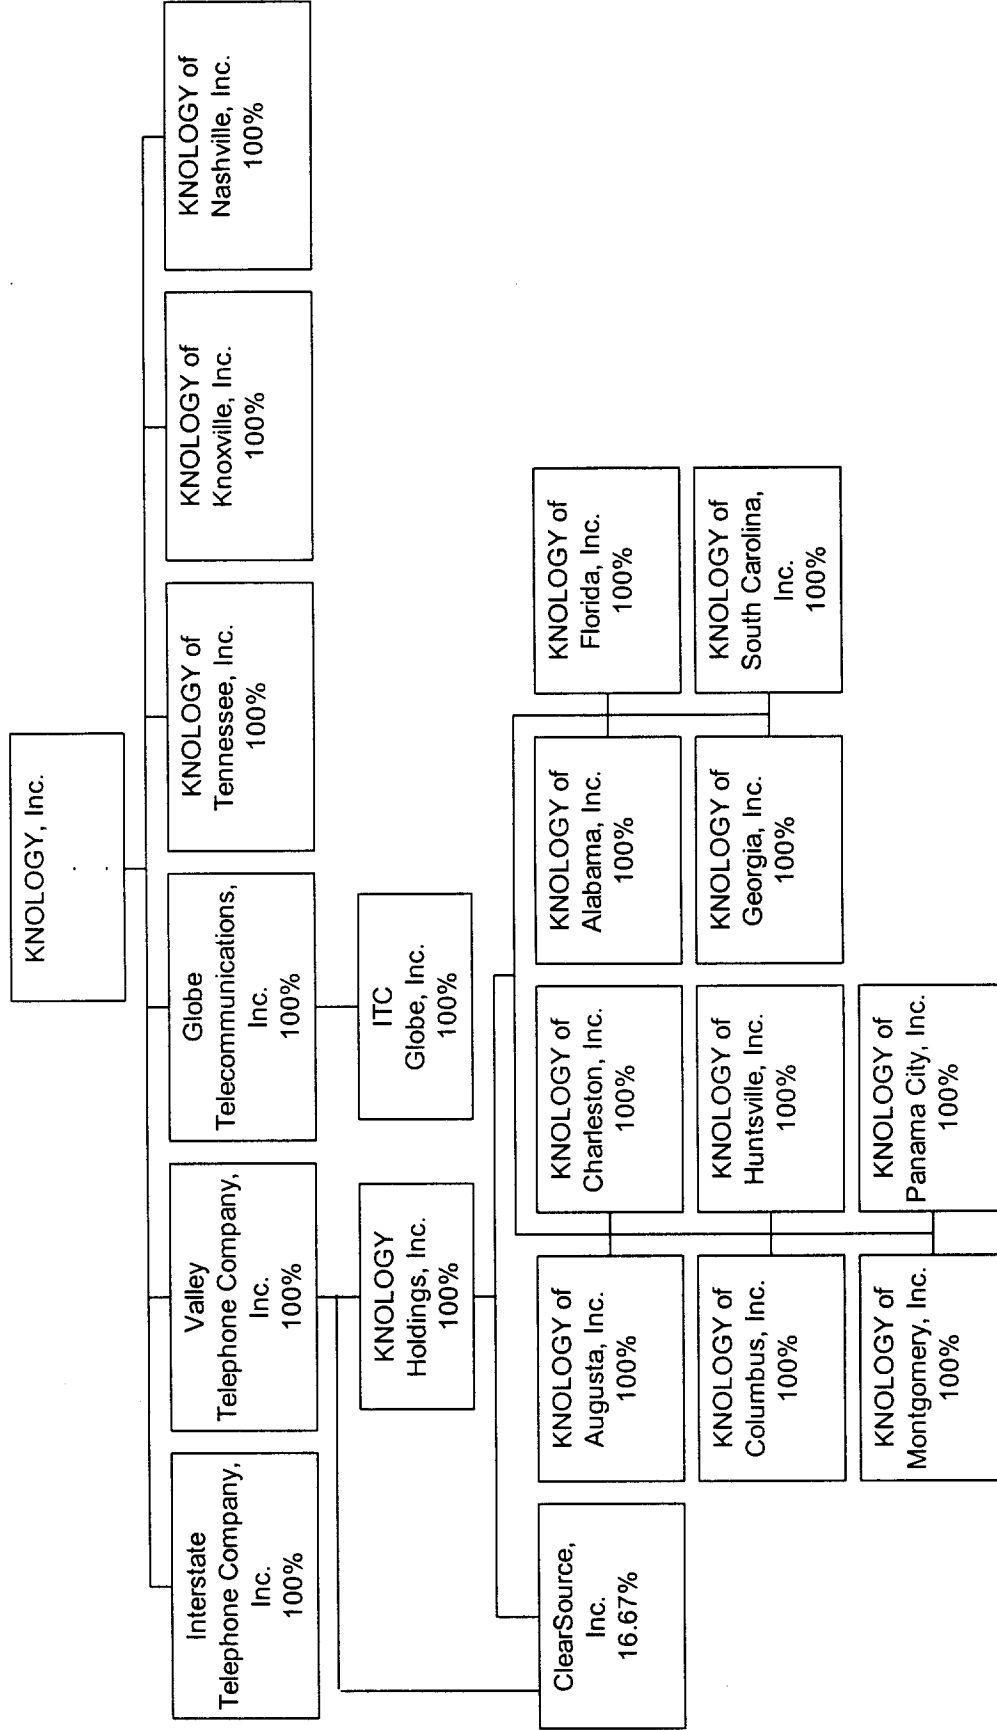 KNOLOGY, Inc.
Interstate
Telephone Company,
Inc.
100%
Valley
Telephone Company,
Inc.
100%
Globe
Telecommunications,
Inc.
100%
KNOLOGY of
Tennessee, Inc.
100%
KNOLOGY of
Knoxville, Inc.
100%
KNOLOGY of
Nashville, Inc.
100%
KNOLOGY
Holdings, Inc.
100%
ITC
Globe, Inc.
100%
ClearSource,
Inc.
16.67%
KNOLOGY of
Augusta, Inc.
100%
KNOLOGY of
Charleston, Inc.
100%
KNOLOGY of
Alabama, Inc.
100%
KNOLOGY of
Florida, Inc.
100%
KNOLOGY of
Columbus, Inc.
100%
KNOLOGY of
Huntsville, Inc.
100%
KNOLOGY of
Georgia, Inc.
100%
KNOLOGY of
South Carolina,
Inc.
100%
KNOLOGY of
Montgomery, Inc.
100%
KNOLOGY of
Panama City, Inc.
100%